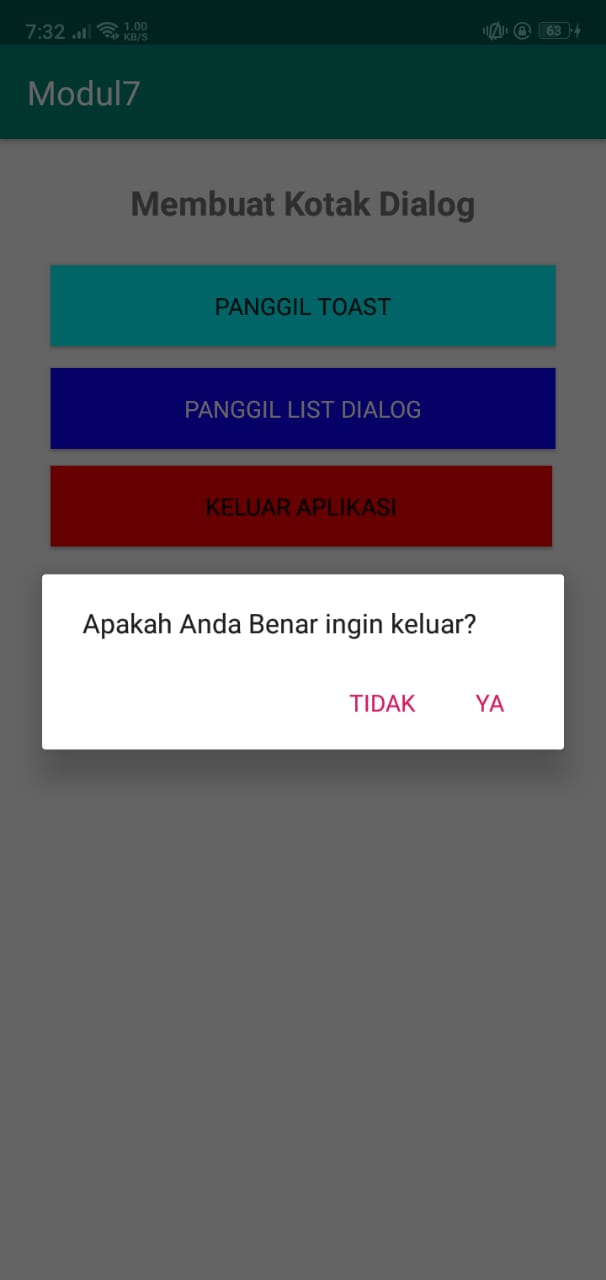 7:32 1.00 KB/S 63
Modul7
Membuat Kotak Dialog
PANGGIL TOAST
PANGGIL LIST DIALOG
KELUAR APLIKASI
Apakah Anda Benar ingin keluar?
TIDAK YA